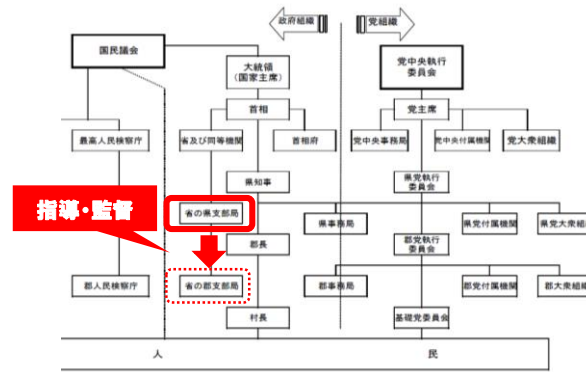 政府組織
党組織
国民議会
大統領
(国家主席)
党中央執行
委員会
首相
党主席
最高人民検察庁
省及び同等機関
首相府
党中央事務局
党中央付属機関
党大衆組織
県知事
県党執行
委員会
指導・監督
省の県支部局
県事務局
県党付属機関
県党大衆組
郡長
郡党執行
委員会
郡人民検察庁
省の郡支部局
郡事務局
郡党付属機関
郡大衆組織
村長
基礎党委員会
人
民